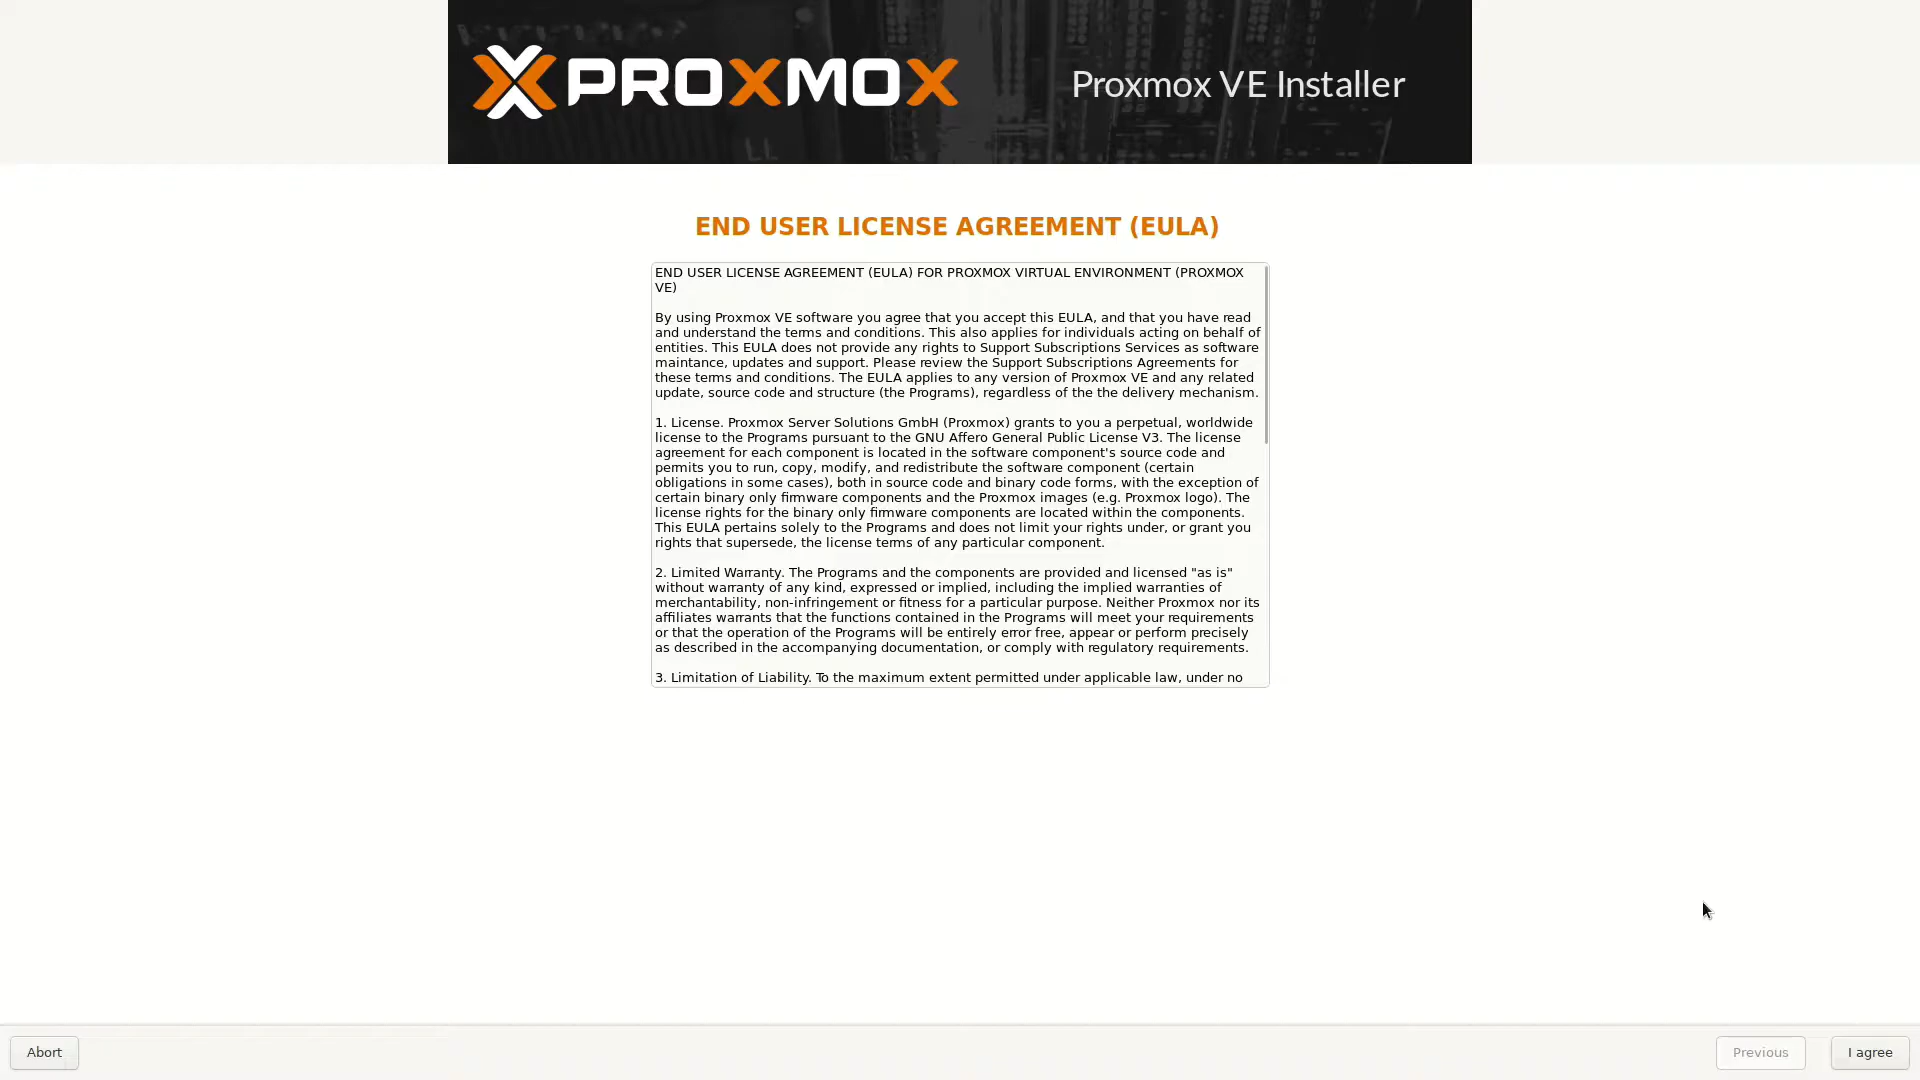 PROXMOX
Proxmox VE Installer
END USER LICENSE AGREEMENT (EULA)
END USER LICENSE AGREEMENT (EULA) FOR PROXMOX VIRTUAL ENVIRONMENT (PROXMOX
VE)
By using Proxmox VE software you agree that you accept this EULA, and that you have read
and understand the terms and conditions. This also applies for individuals acting on behalf of
entities. This EULA does not provide any rights to Support Subscriptions Services as software
maintance, updates and support. Please review the Support Subscriptions Agreements for
these terms and conditions. The EULA applies to any version of Proxmox VE and any related
update, source code and structure (the Programs), regardless of the the delivery mechanism.
1. License. Proxmox Server Solutions GmbH (Proxmox) grants to you a perpetual, worldwide
license to the Programs pursuant to the GNU Affero General Public License V3. The license
agreement for each component is located in the software component's source code and
permits you to run, copy, modify, and redistribute the software component (certain
obligations in some cases), both in source code and binary code forms, with the exception of
certain binary only firmware components and the Proxmox images (e.g. Proxmox logo). The
license rights for the binary only firmware components are located within the components.
This EULA pertains solely to the Programs and does not limit your rights under, or grant you
rights that supersede, the license terms of any particular component.
2. Limited Warranty. The Programs and the components are provided and licensed "as is"
without warranty of any kind, expressed or implied, including the implied warranties of
merchantability, non-infringement or fitness for a particular purpose. Neither Proxmox nor its
affiliates warrants that the functions contained in the Programs will meet your requirements
or that the operation of the Programs will be entirely error free, appear or perform precisely
as described in the accompanying documentation, or comply with regulatory requirements.
3. Limitation of Liability. To the maximum extent permitted under applicable law, under no
Abort
Previous
I agree